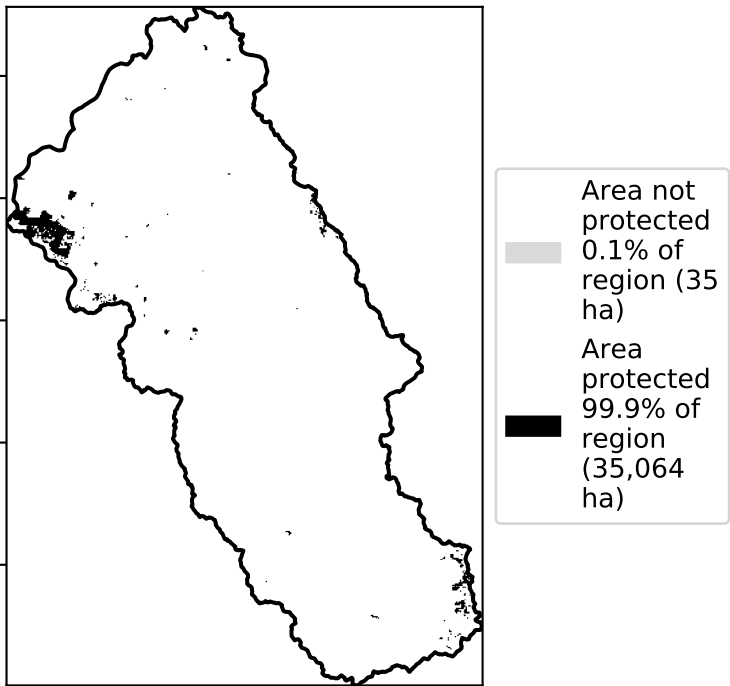 Area not
protected
0.1% of
region (35
ha)
Area
protected
99.9% of
region
(35,064
ha)